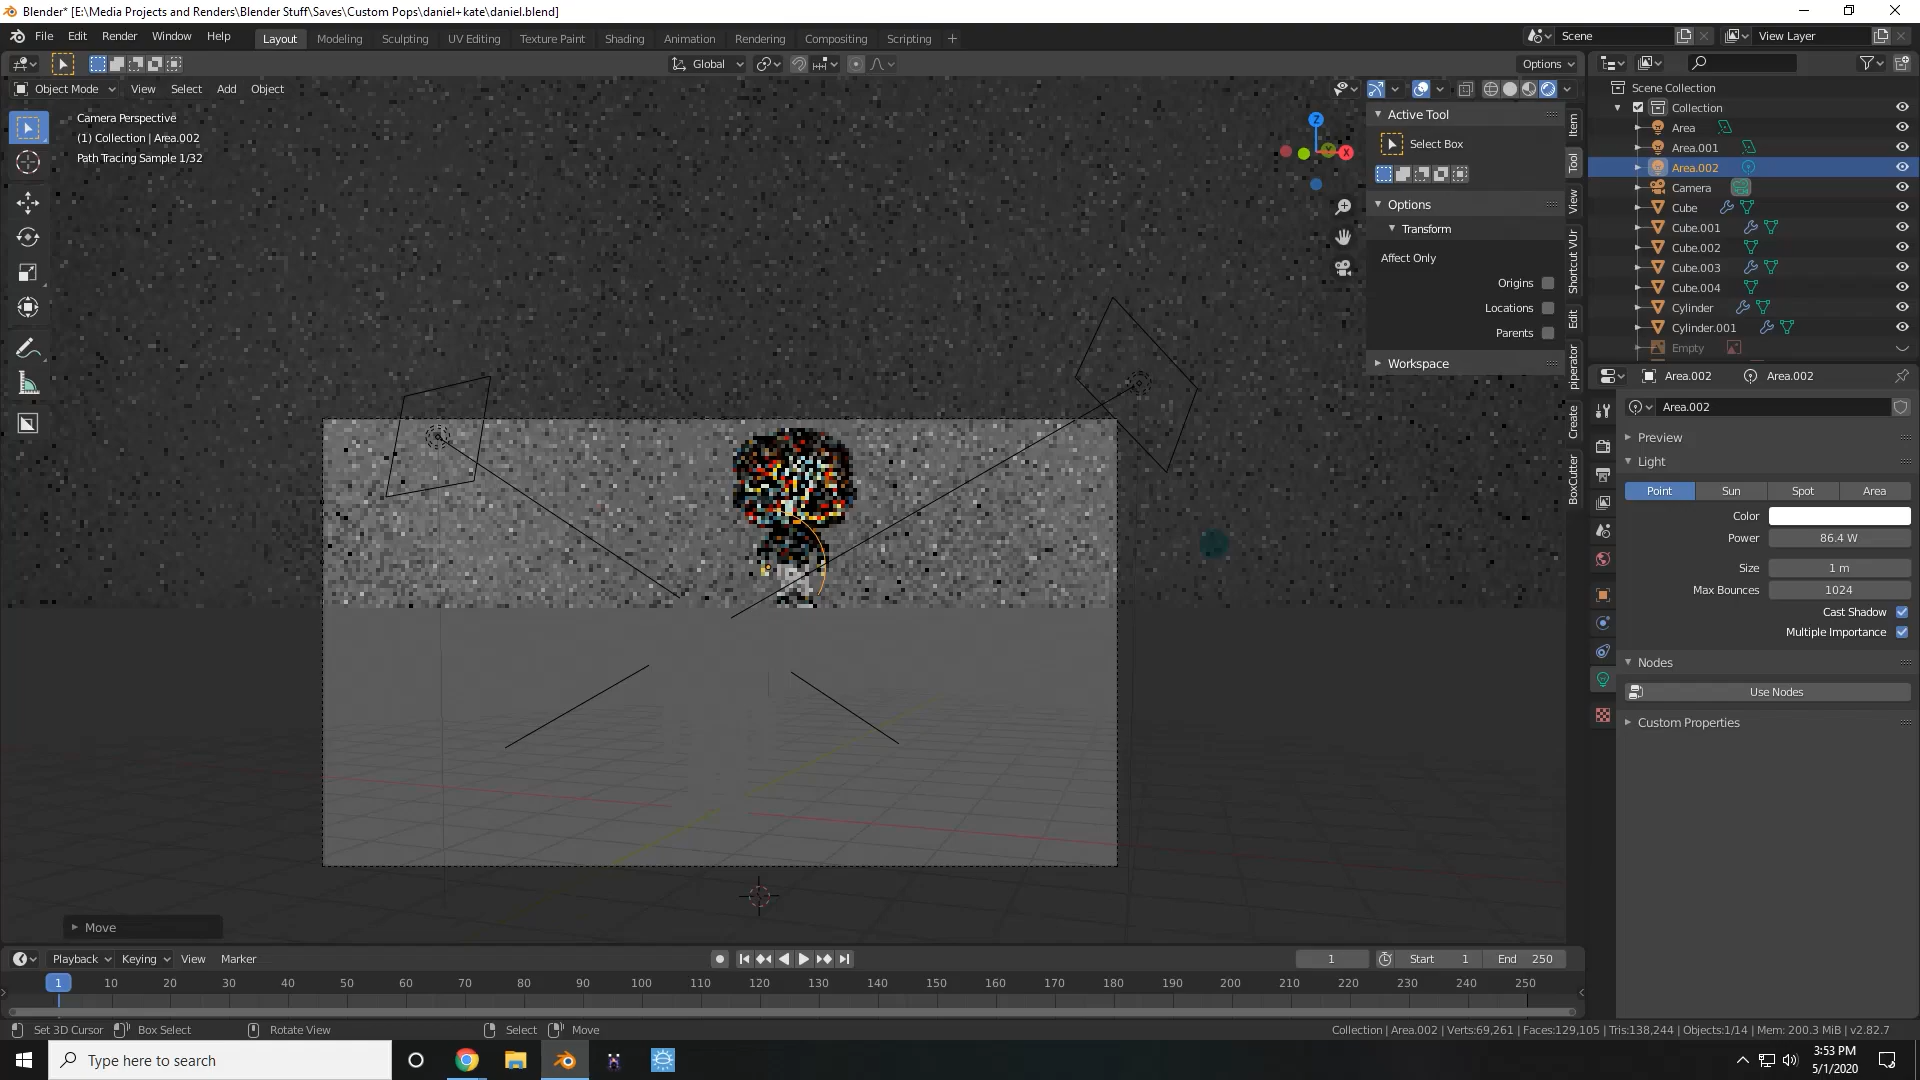 Blender* [E:\Media Projects and Renders\Blender Stuff\Saves\Custom Pops\daniel+kate\daniel.blend]
File Edit Render Window Help Layout Modeling Sculpting UV Editing Texture Paint Shading Animation Rendering Compositing Scripting + Scene View Layer
Global Options
Object Mode View Select Add Object
Camera Perspective
(1) Collection | Area.002
Path Tracing Sample 1/32
Z
X
Active Tool
Select Box
Options
Transform
Affect Only
Origins
Locations
Parents
Workspace
Item
Tool
View
Shortcut VUr
Edit
piperator
Create
BoxCutter
Scene Collection
Collection
Area
Area.001
Area.002
Camera
Cube
Cube.001
Cube.002
Cube.003
Cube.004
Cylinder
Cylinder.001
Empty
Area.002 Area.002
Area.002
Preview
Light
Point Sun Spot Area
Color
Power 86.4 W
Size 1 m
Max Bounces 1024
Cast Shadow
Multiple Importance
Nodes
Use Nodes
Custom Properties
Move
Playback Keying View Marker 1 Start 1 End 250
1 10 20 30 40 50 60 70 80 90 100 110 120 130 140 150 160 170 180 190 200 210 220 230 240 250
Set 3D Cursor Box Select Rotate View Select Move Collection | Area.002 | Verts:69,261 | Faces:129,105 | Tris:138,244 | Objects:1/14 | Mem: 200.3 MiB | v2.82.7
Type here to search
3:53 PM
5/1/2020